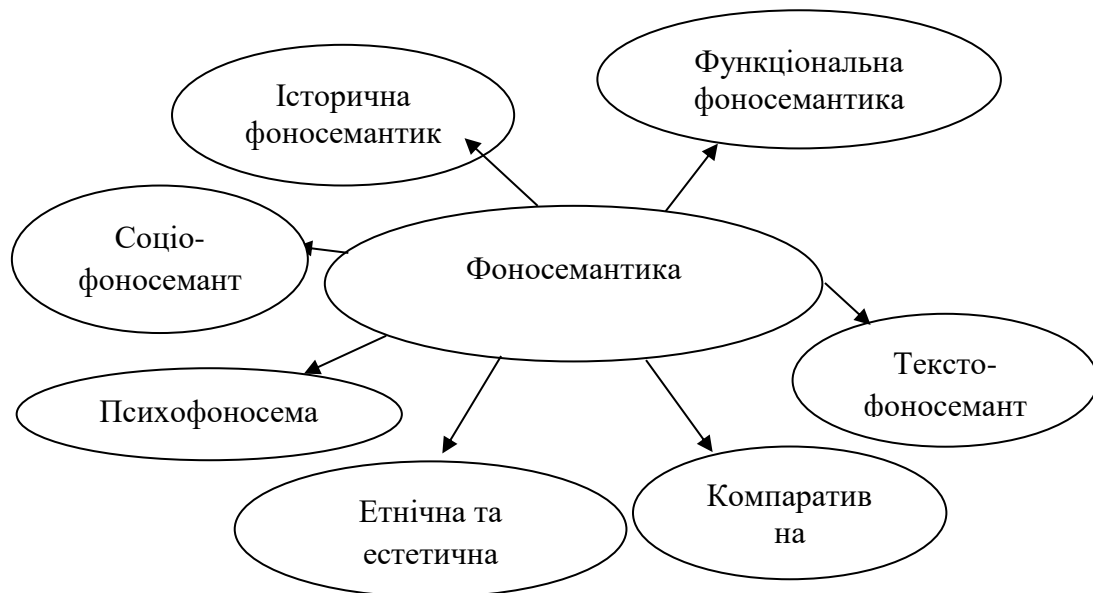 Функціональна
фоносемантика
Історична
фоносемантик
Соціо-
фоносемант
Фоносемантика
Тексто-
фоносемант
Психофоносема
Етнічна та
естетична
Компаратив
на